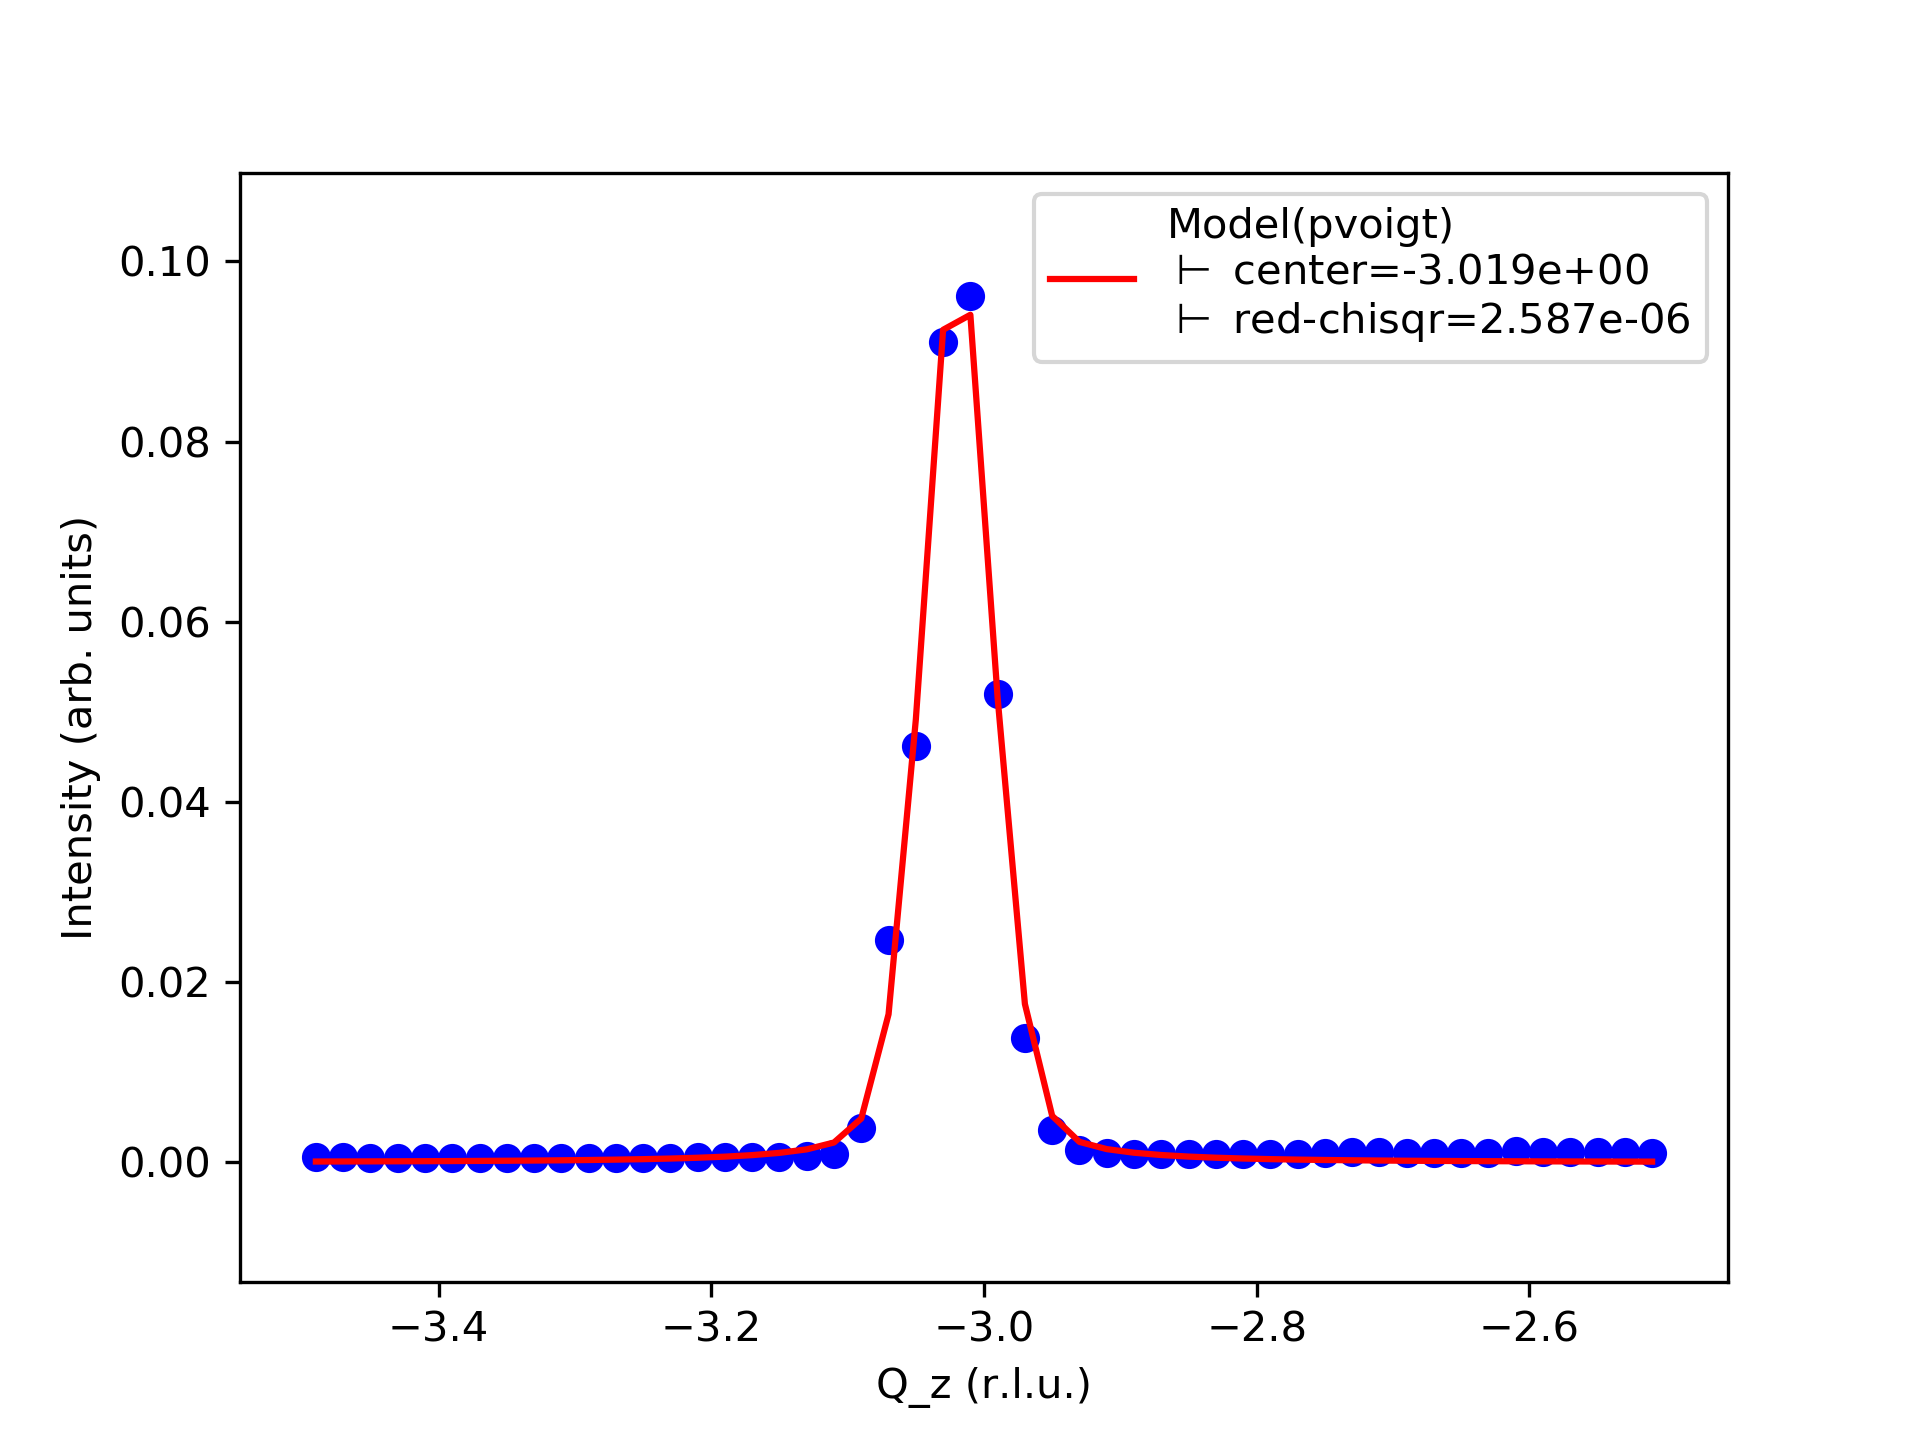 Model(pvoigt)
⊢ center=-3.019e+00
⊢ red-chisqr=2.587e-06
0.10
0.08
0.06
0.04
0.02
0.00
Intensity (arb. units)
−3.4 −3.2 −3.0 −2.8 −2.6
Q_z (r.l.u.)